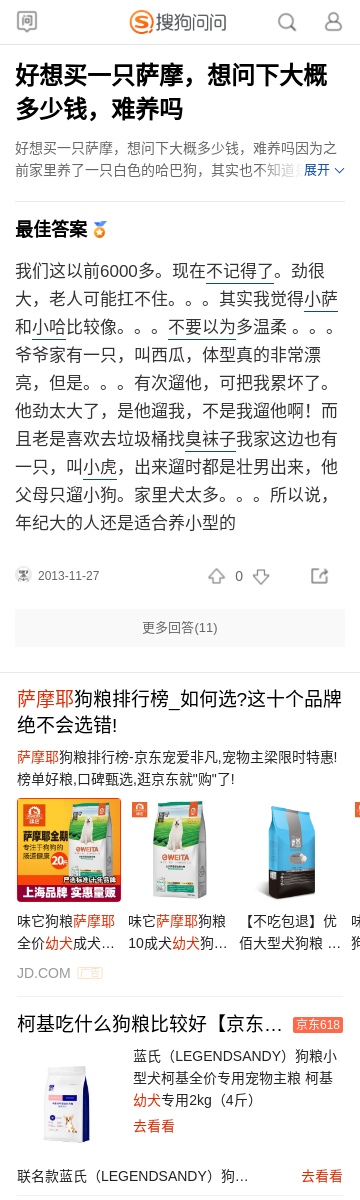 问
搜狗问问
好想买一只萨摩，想问下大概
多少钱，难养吗
好想买一只萨摩，想问下大概多少钱，难养吗因为之
前家里养了一只白色的哈巴狗，其实也不知道 展开
最佳答案
我们这以前6000多。现在不记得了。劲很
大，老人可能扛不住。。。其实我觉得小萨
和小哈比较像。。。不要以为多温柔 。。。
爷爷家有一只，叫西瓜，体型真的非常漂
亮，但是。。。有次遛他，可把我累坏了。
他劲太大了，是他遛我，不是我遛他啊！而
且老是喜欢去垃圾桶找臭袜子我家这边也有
一只，叫小虎，出来遛时都是壮男出来，他
父母只遛小狗。家里犬太多。。。所以说，
年纪大的人还是适合养小型的
2013-11-27 0
更多回答(11)
萨摩耶狗粮排行榜_如何选?这十个品牌
绝不会选错!
萨摩耶狗粮排行榜-京东宠爱非凡,宠物主梁限时特惠!
榜单好粮,口碑甄选,逛京东就"购"了!
萨摩耶全期
专注于狗狗的
肠道健康
20
WEITA
严选标准 十年品牌
上海品牌 实惠量贩
WEITA
味它狗粮萨摩耶
全价幼犬成犬…
味它萨摩耶狗粮
10成犬幼犬狗…
【不吃包退】优
佰大型犬狗粮 …
JD.COM 广告
柯基吃什么狗粮比较好【京东… 京东618
蓝氏（LEGENDSANDY）狗粮小
型犬柯基全价专用宠物主粮 柯基
幼犬专用2kg（4斤）
去看看
联名款蓝氏（LEGENDSANDY）狗… 去看看